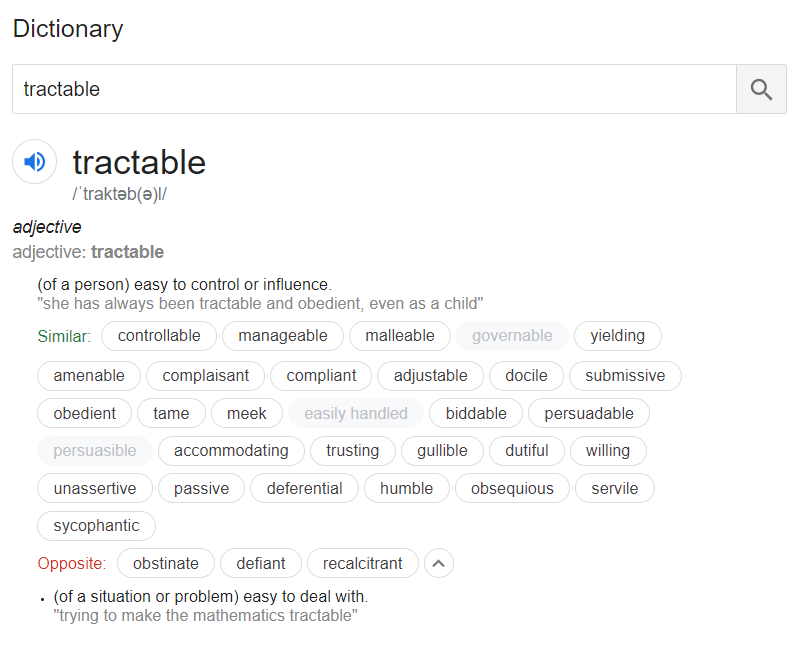 Dictionary
tractable
tractable
/ˈtraktəb(ə)l/
adjective
adjective: tractable
(of a person) easy to control or influence.
"she has always been tractable and obedient, even as a child"
Similar: controllable manageable malleable governable yielding
amenable complaisant compliant adjustable docile submissive
obedient tame meek easily handled biddable persuadable
persuasible accommodating trusting gullible dutiful willing
unassertive passive deferential humble obsequious servile
sycophantic
Opposite: obstinate defiant recalcitrant
• (of a situation or problem) easy to deal with.
"trying to make the mathematics tractable"